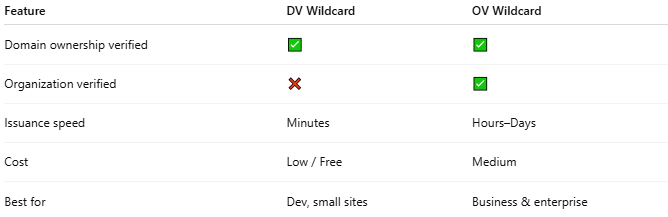 Feature DV Wildcard OV Wildcard
Domain ownership verified ✅ ✅
Organization verified ❌ ✅
Issuance speed Minutes Hours–Days
Cost Low / Free Medium
Best for Dev, small sites Business & enterprise